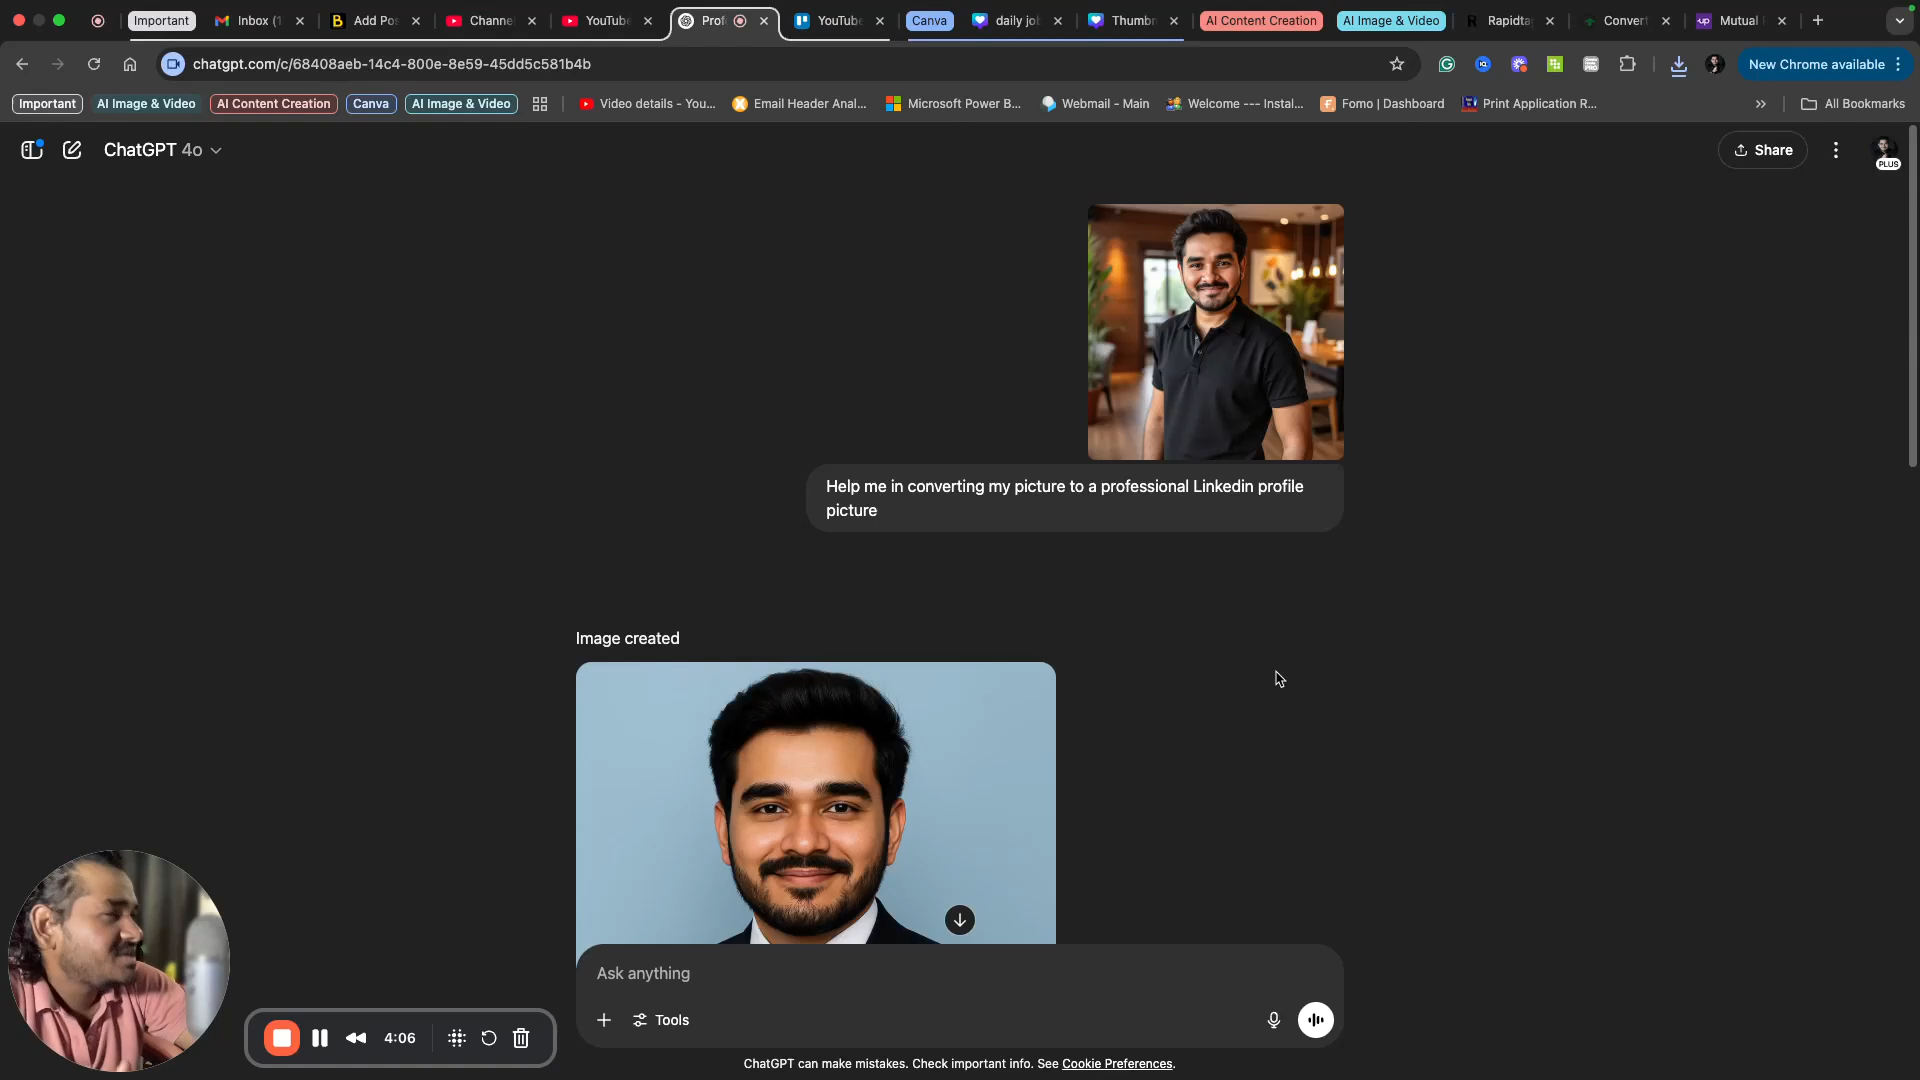 Important
Inbox (1
Add Po
Channe
YouTube
Prof
YouTube
Canva
daily jo
Thumbn
AI Content Creation
AI Image & Video
Rapidta
Convert
Mutual
chatgpt.com/c/68408aeb-14c4-800e-8e59-45dd5c581b4b
New Chrome available
Important
AI Image & Video
AI Content Creation
Canva
AI Image & Video
Video details - You...
Email Header Anal...
Microsoft Power B...
Webmail - Main
Welcome --- Instal...
Fomo | Dashboard
Print Application R...
All Bookmarks
ChatGPT 4o
Share
PLUS
Help me in converting my picture to a professional Linkedin profile
picture
Image created
Ask anything
Tools
4:06
ChatGPT can make mistakes. Check important info. See Cookie Preferences.